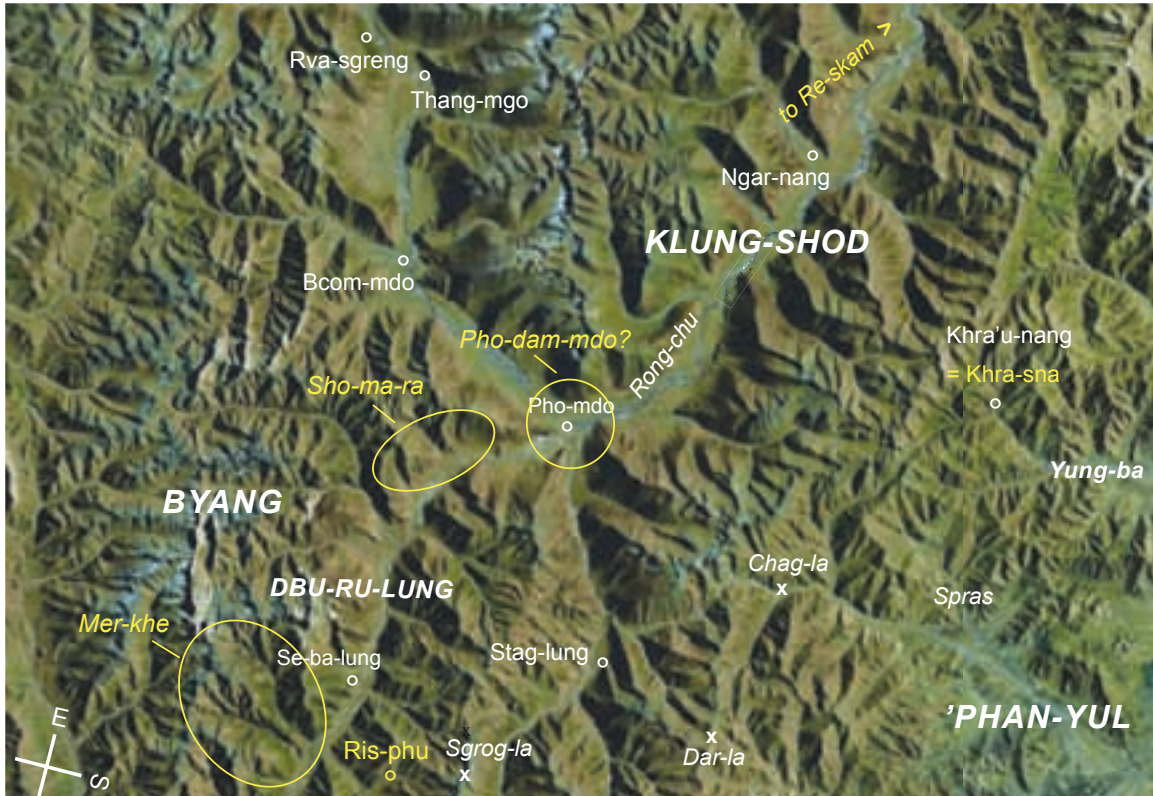 Rva-sgreng
Thang-mgo
to Re-skam >
Ngar-nang
KLUNG-SHOD
Bcom-mdo
Pho-dam-mdo?
Rong-chu
Khra'u-nang
= Khra-sna
Sho-ma-ra
Pho-mdo
Yung-ba
BYANG
Chag-la
x
DBU-RU-LUNG
Spras
Mer-khe
Se-ba-lung
Stag-lung
'PHAN-YUL
E
S
Ris-phu
Sgrog-la
x
x
Dar-la